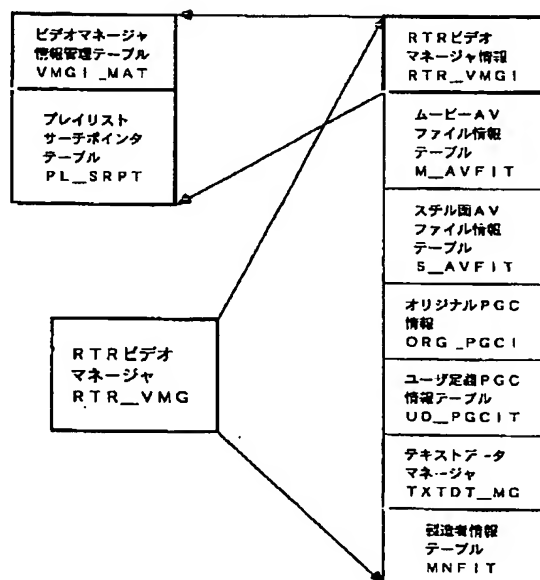 ビデオマネージャ
情報管理テーブル
VMGI_MAT
プレイリスト
サーチポインタ
テーブル
PL_SRPT
RTRビデオ
マネージャ
RTR_VMG
RTRビデオ
マネージャ情報
RTR_VMGI
ムービーAV
ファイル情報
テーブル
M_AVFIT
スチル画AV
ファイル情報
テーブル
S_AVFIT
オリジナルPGC
情報
ORG_PGCI
ユーザ定義PGC
情報テーブル
UD_PGCIT
テキストデータ
マネージャ
TXTDT_MG
製造者情報
テーブル
MNFIT